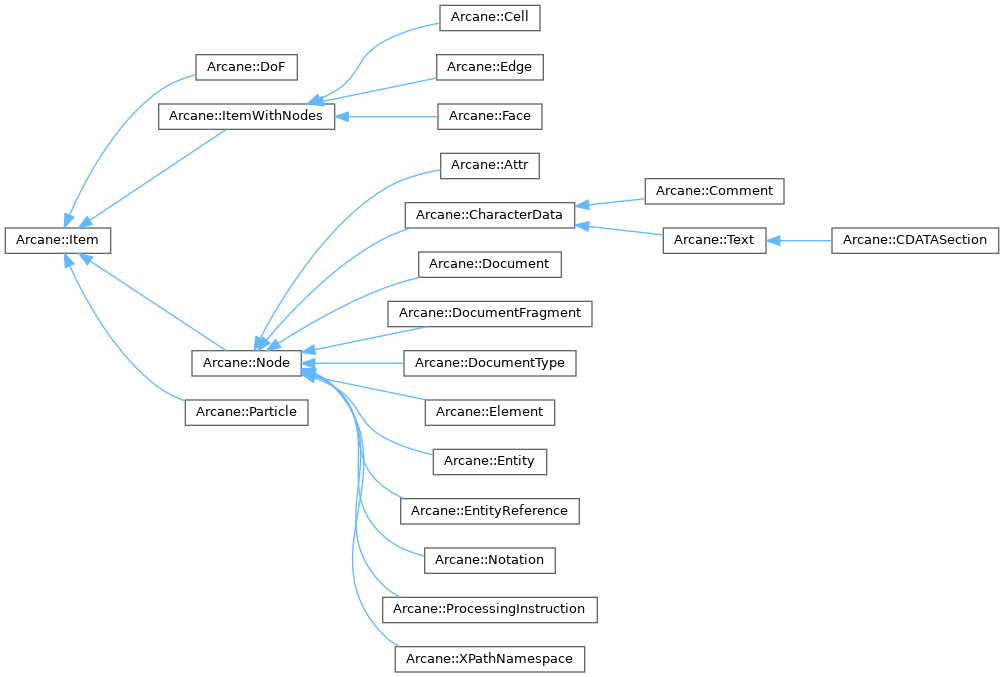 Arcane::Cell
Arcane::DoF
Arcane::Edge
Arcane::ItemWithNodes
Arcane::Face
Arcane::Attr
Arcane::Comment
Arcane::CharacterData
Arcane::Item
Arcane::Text
Arcane::CDATASection
Arcane::Document
Arcane::DocumentFragment
Arcane::Node
Arcane::DocumentType
Arcane::Particle
Arcane::Element
Arcane::Entity
Arcane::EntityReference
Arcane::Notation
Arcane::ProcessingInstruction
Arcane::XPathNamespace